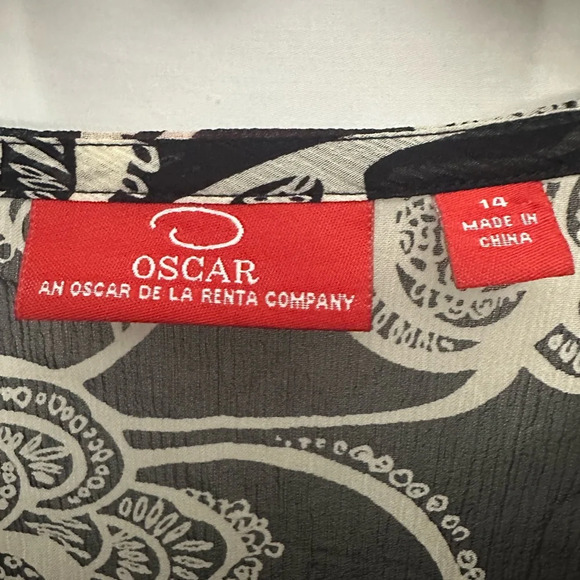 OSCAR
AN OSCAR DE LA RENTA COMPANY
14
MADE IN
CHINA